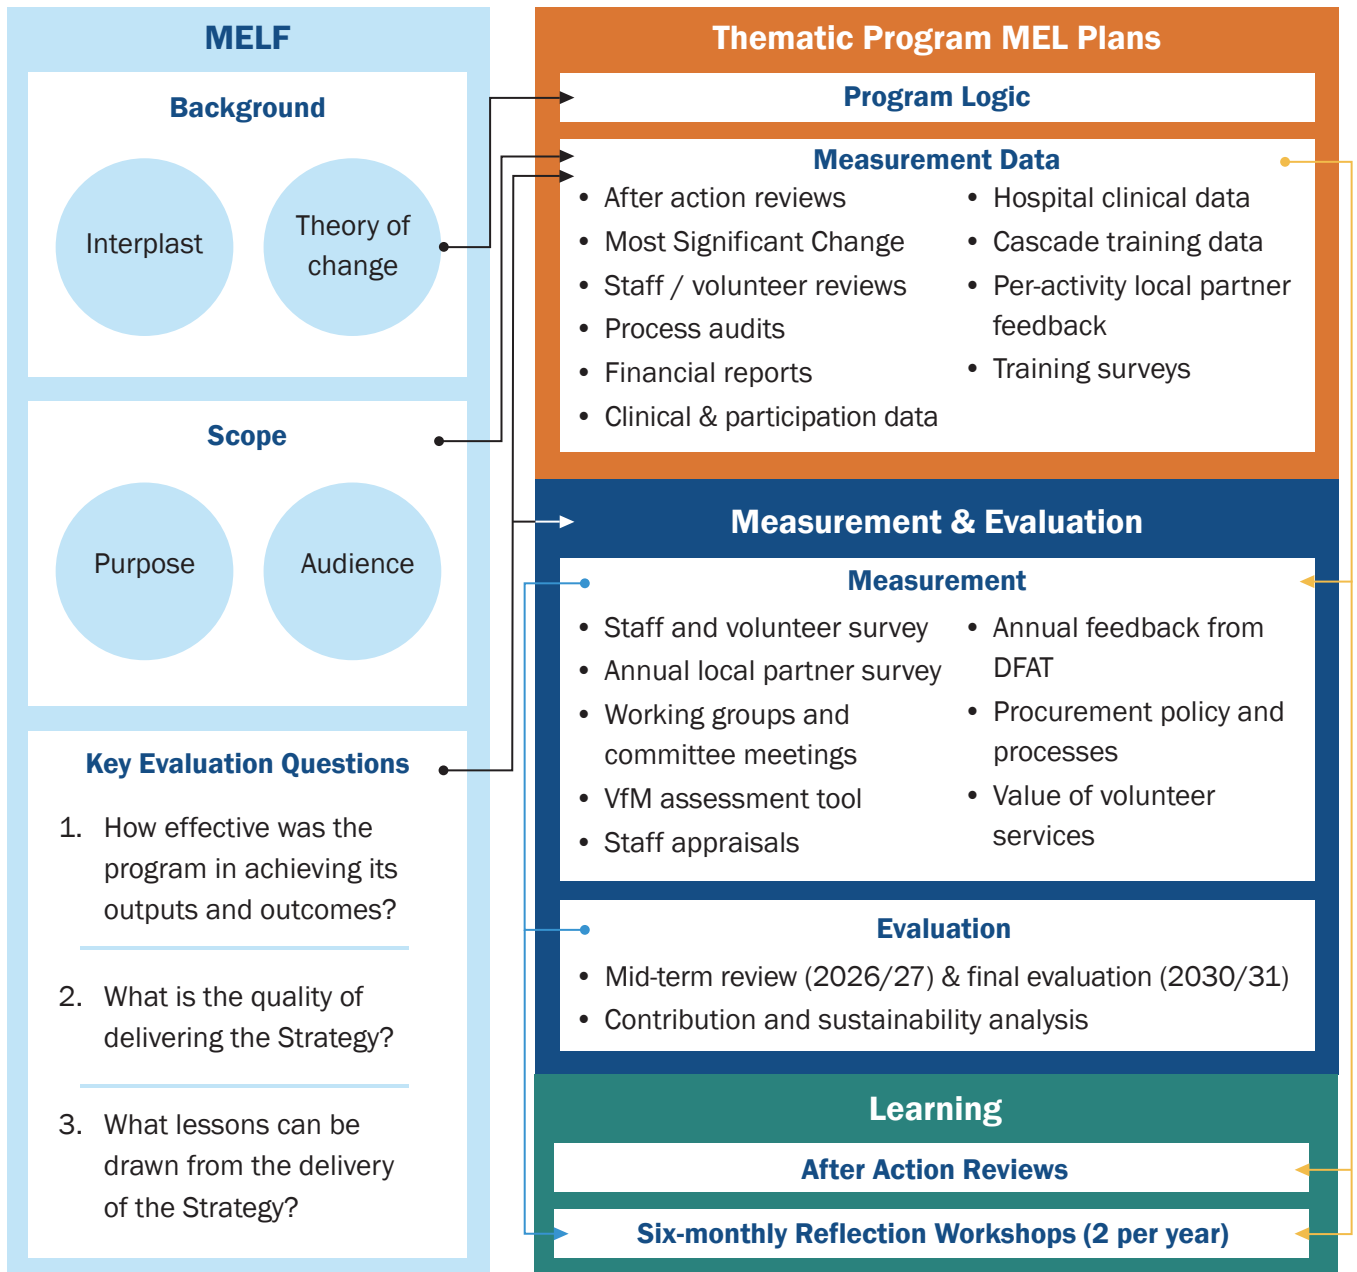 MELF
Background
Interplast
Theory of
change
Scope
Purpose
Audience
Key Evaluation Questions
1. How effective was the
program in achieving its
outputs and outcomes?
2. What is the quality of
delivering the Strategy?
3. What lessons can be
drawn from the delivery
of the Strategy?
Thematic Program MEL Plans
Program Logic
Measurement Data
• After action reviews
• Most Significant Change
• Staff / volunteer reviews
• Process audits
• Financial reports
• Clinical & participation data
• Hospital clinical data
• Cascade training data
• Per-activity local partner
feedback
• Training surveys
Measurement & Evaluation
Measurement
• Staff and volunteer survey
• Annual local partner survey
• Working groups and
committee meetings
• VfM assessment tool
• Staff appraisals
• Annual feedback from
DFAT
• Procurement policy and
processes
• Value of volunteer
services
Evaluation
• Mid-term review (2026/27) & final evaluation (2030/31)
• Contribution and sustainability analysis
Learning
After Action Reviews
Six-monthly Reflection Workshops (2 per year)